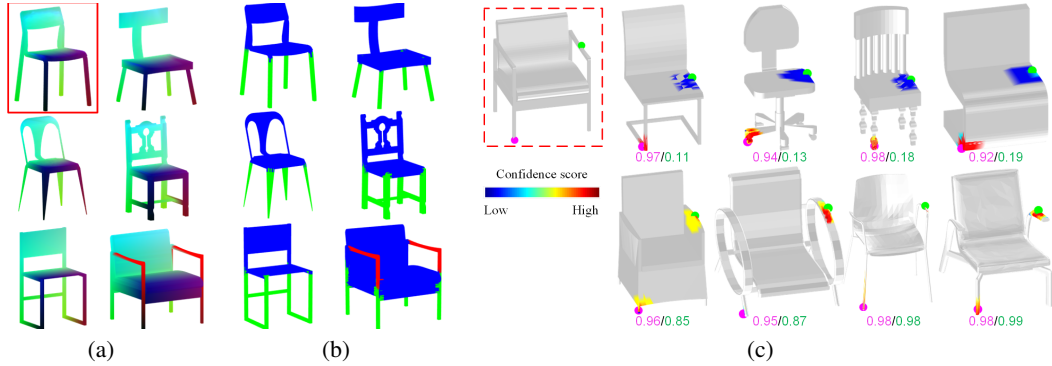 0.97/0.11
0.94/0.13
0.98/0.18
0.92/0.19
Confidence score
Low
High
0.96/0.85
0.95/0.87
0.98/0.98
0.98/0.99
(a)
(b)
(c)